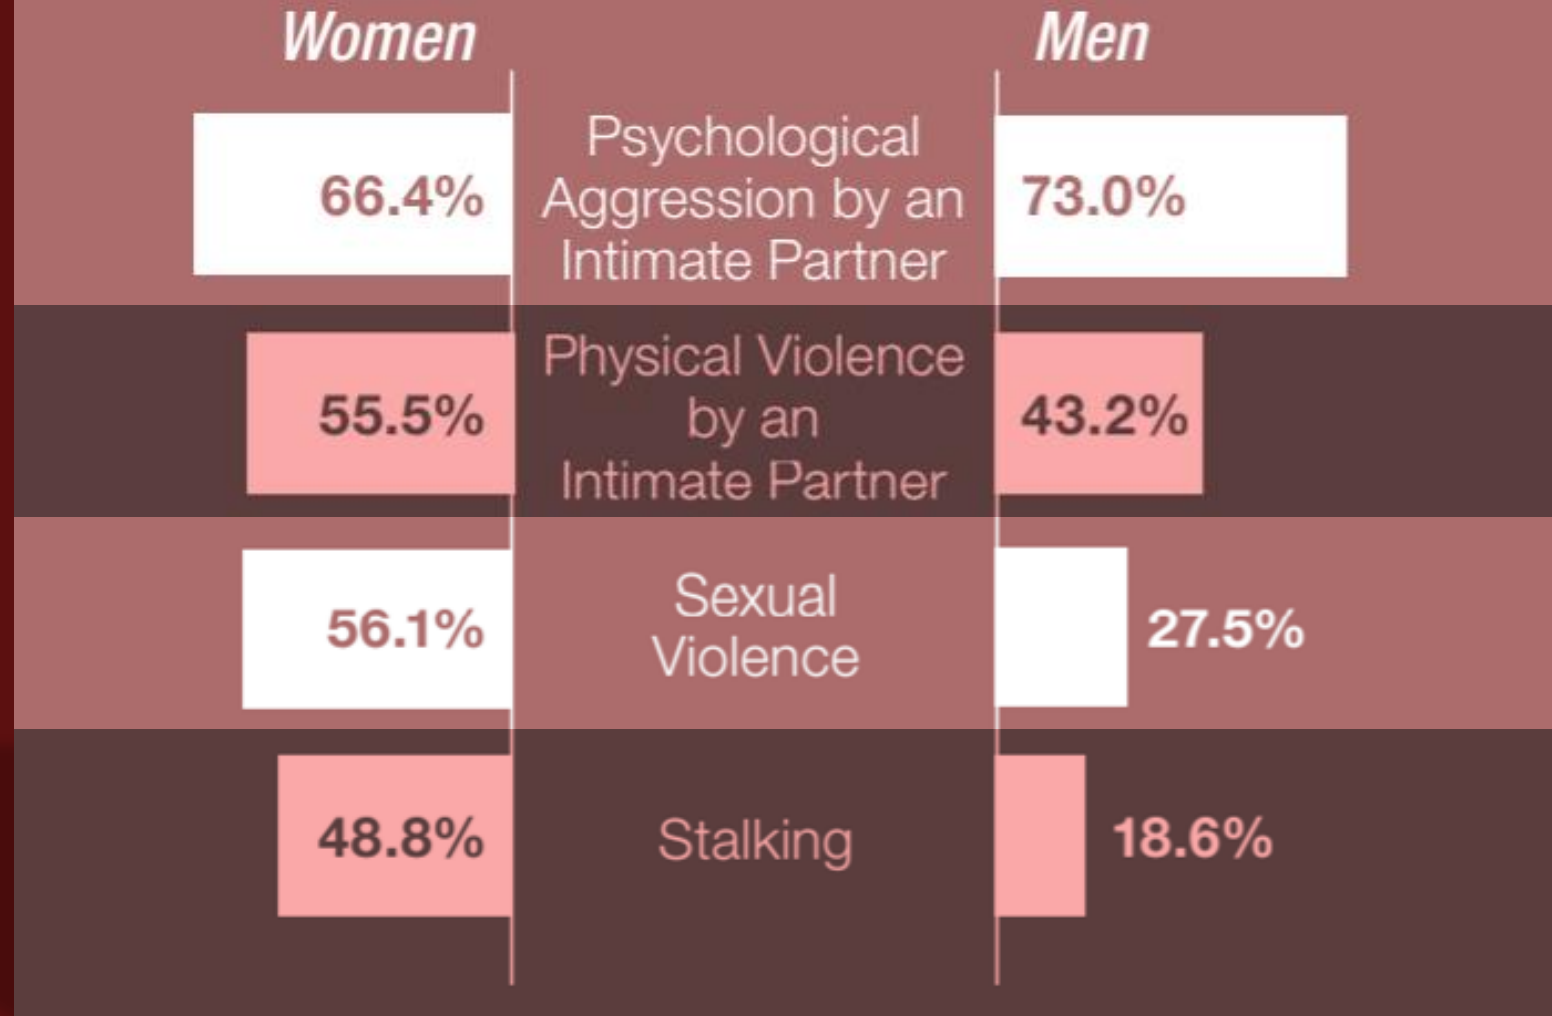 Women
Men
66.4%
Psychological
Aggression by an
Intimate Partner
73.0%
55.5%
Physical Violence
by an
Intimate Partner
43.2%
56.1%
Sexual
Violence
27.5%
48.8%
Stalking
18.6%